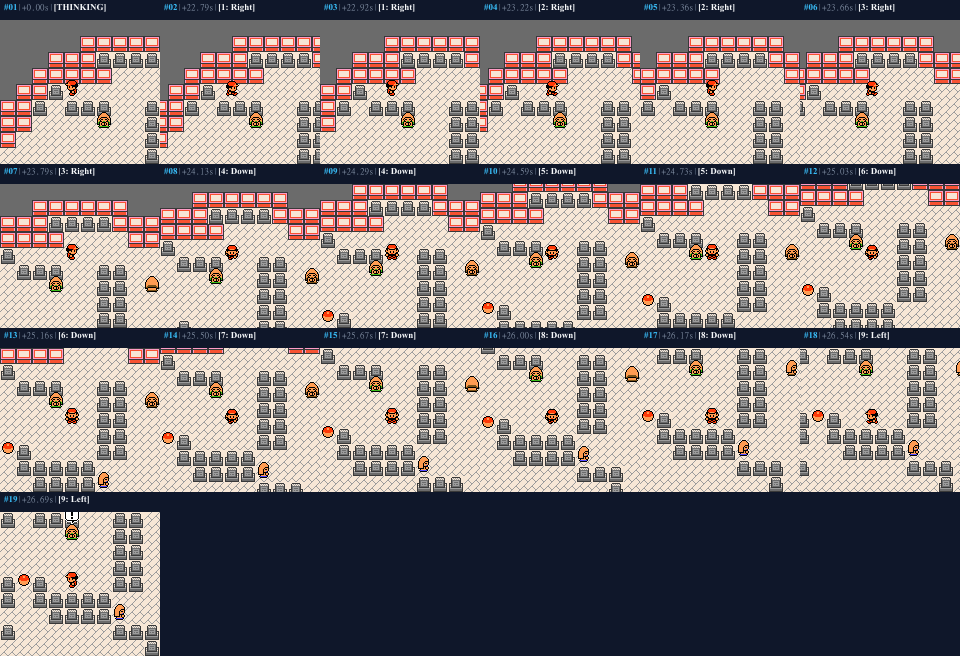 #01|+0.00s|[THINKING]
#02|+22.79s|[1: Right]
#03|+22.92s|[1: Right]
#04|+23.22s|[2: Right]
#05|+23.36s|[2: Right]
#06|+23.66s|[3: Right]
#07|+23.79s|[3: Right]
#08|+24.13s|[4: Down]
#09|+24.29s|[4: Down]
#10|+24.59s|[5: Down]
#11|+24.73s|[5: Down]
#12|+25.03s|[6: Down]
#13|+25.16s|[6: Down]
#14|+25.50s|[7: Down]
#15|+25.67s|[7: Down]
#16|+26.00s|[8: Down]
#17|+26.17s|[8: Down]
#18|+26.54s|[9: Left]
#19|+26.69s|[9: Left]
!